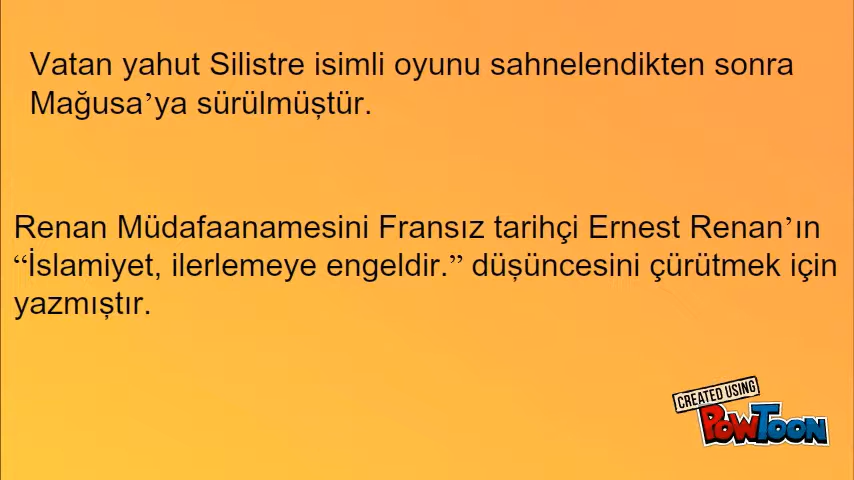 Vatan yahut Silistre isimli oyunu sahnelendikten sonra
Mağusa’ya sürülmüştür.
Renan Müdafaanamesini Fransız tarihçi Ernest Renan’ın
“İslamiyet, ilerlemeye engeldir.” düşüncesini çürütmek için
yazmıştır.
CREATED USING
POWTOON